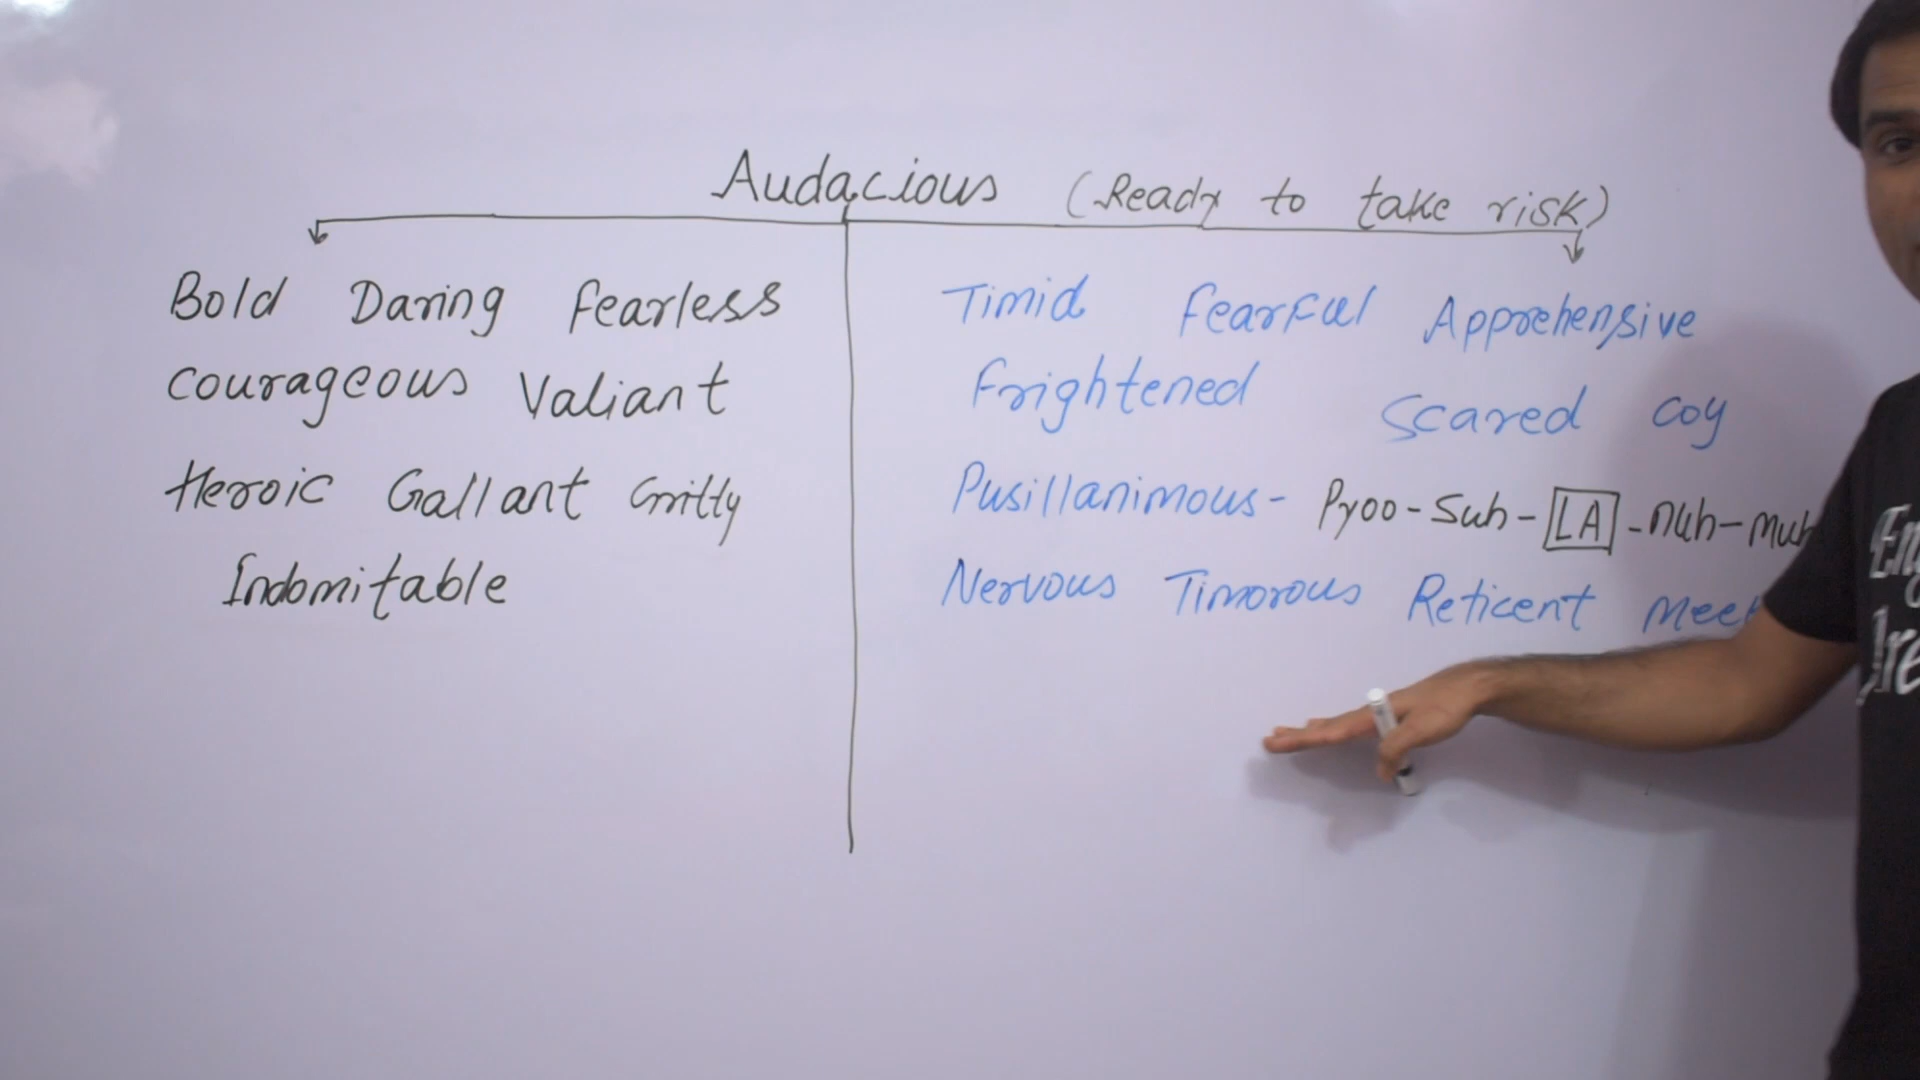 Audacious (Ready to take risk)
Bold Daring Fearless
Courageous Valiant
Heroic Gallant Gritty
Indomitable
Timid Fearful Apprehensive
Frightened Scared Coy
Pusillanimous - Pyoo-Suh-LA-nuh-muh
Nervous Timorous Reticent